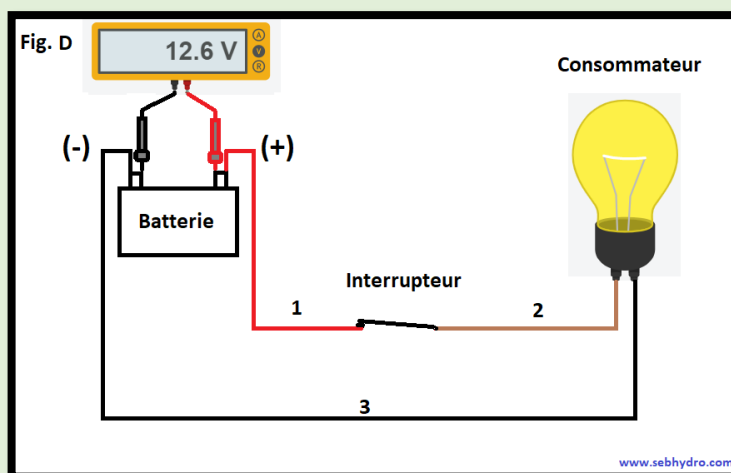 Fig. D
12.6 V
A
V
R
Consommateur
(-)
(+)
Batterie
Interrupteur
1
2
3
www.sebhydro.com